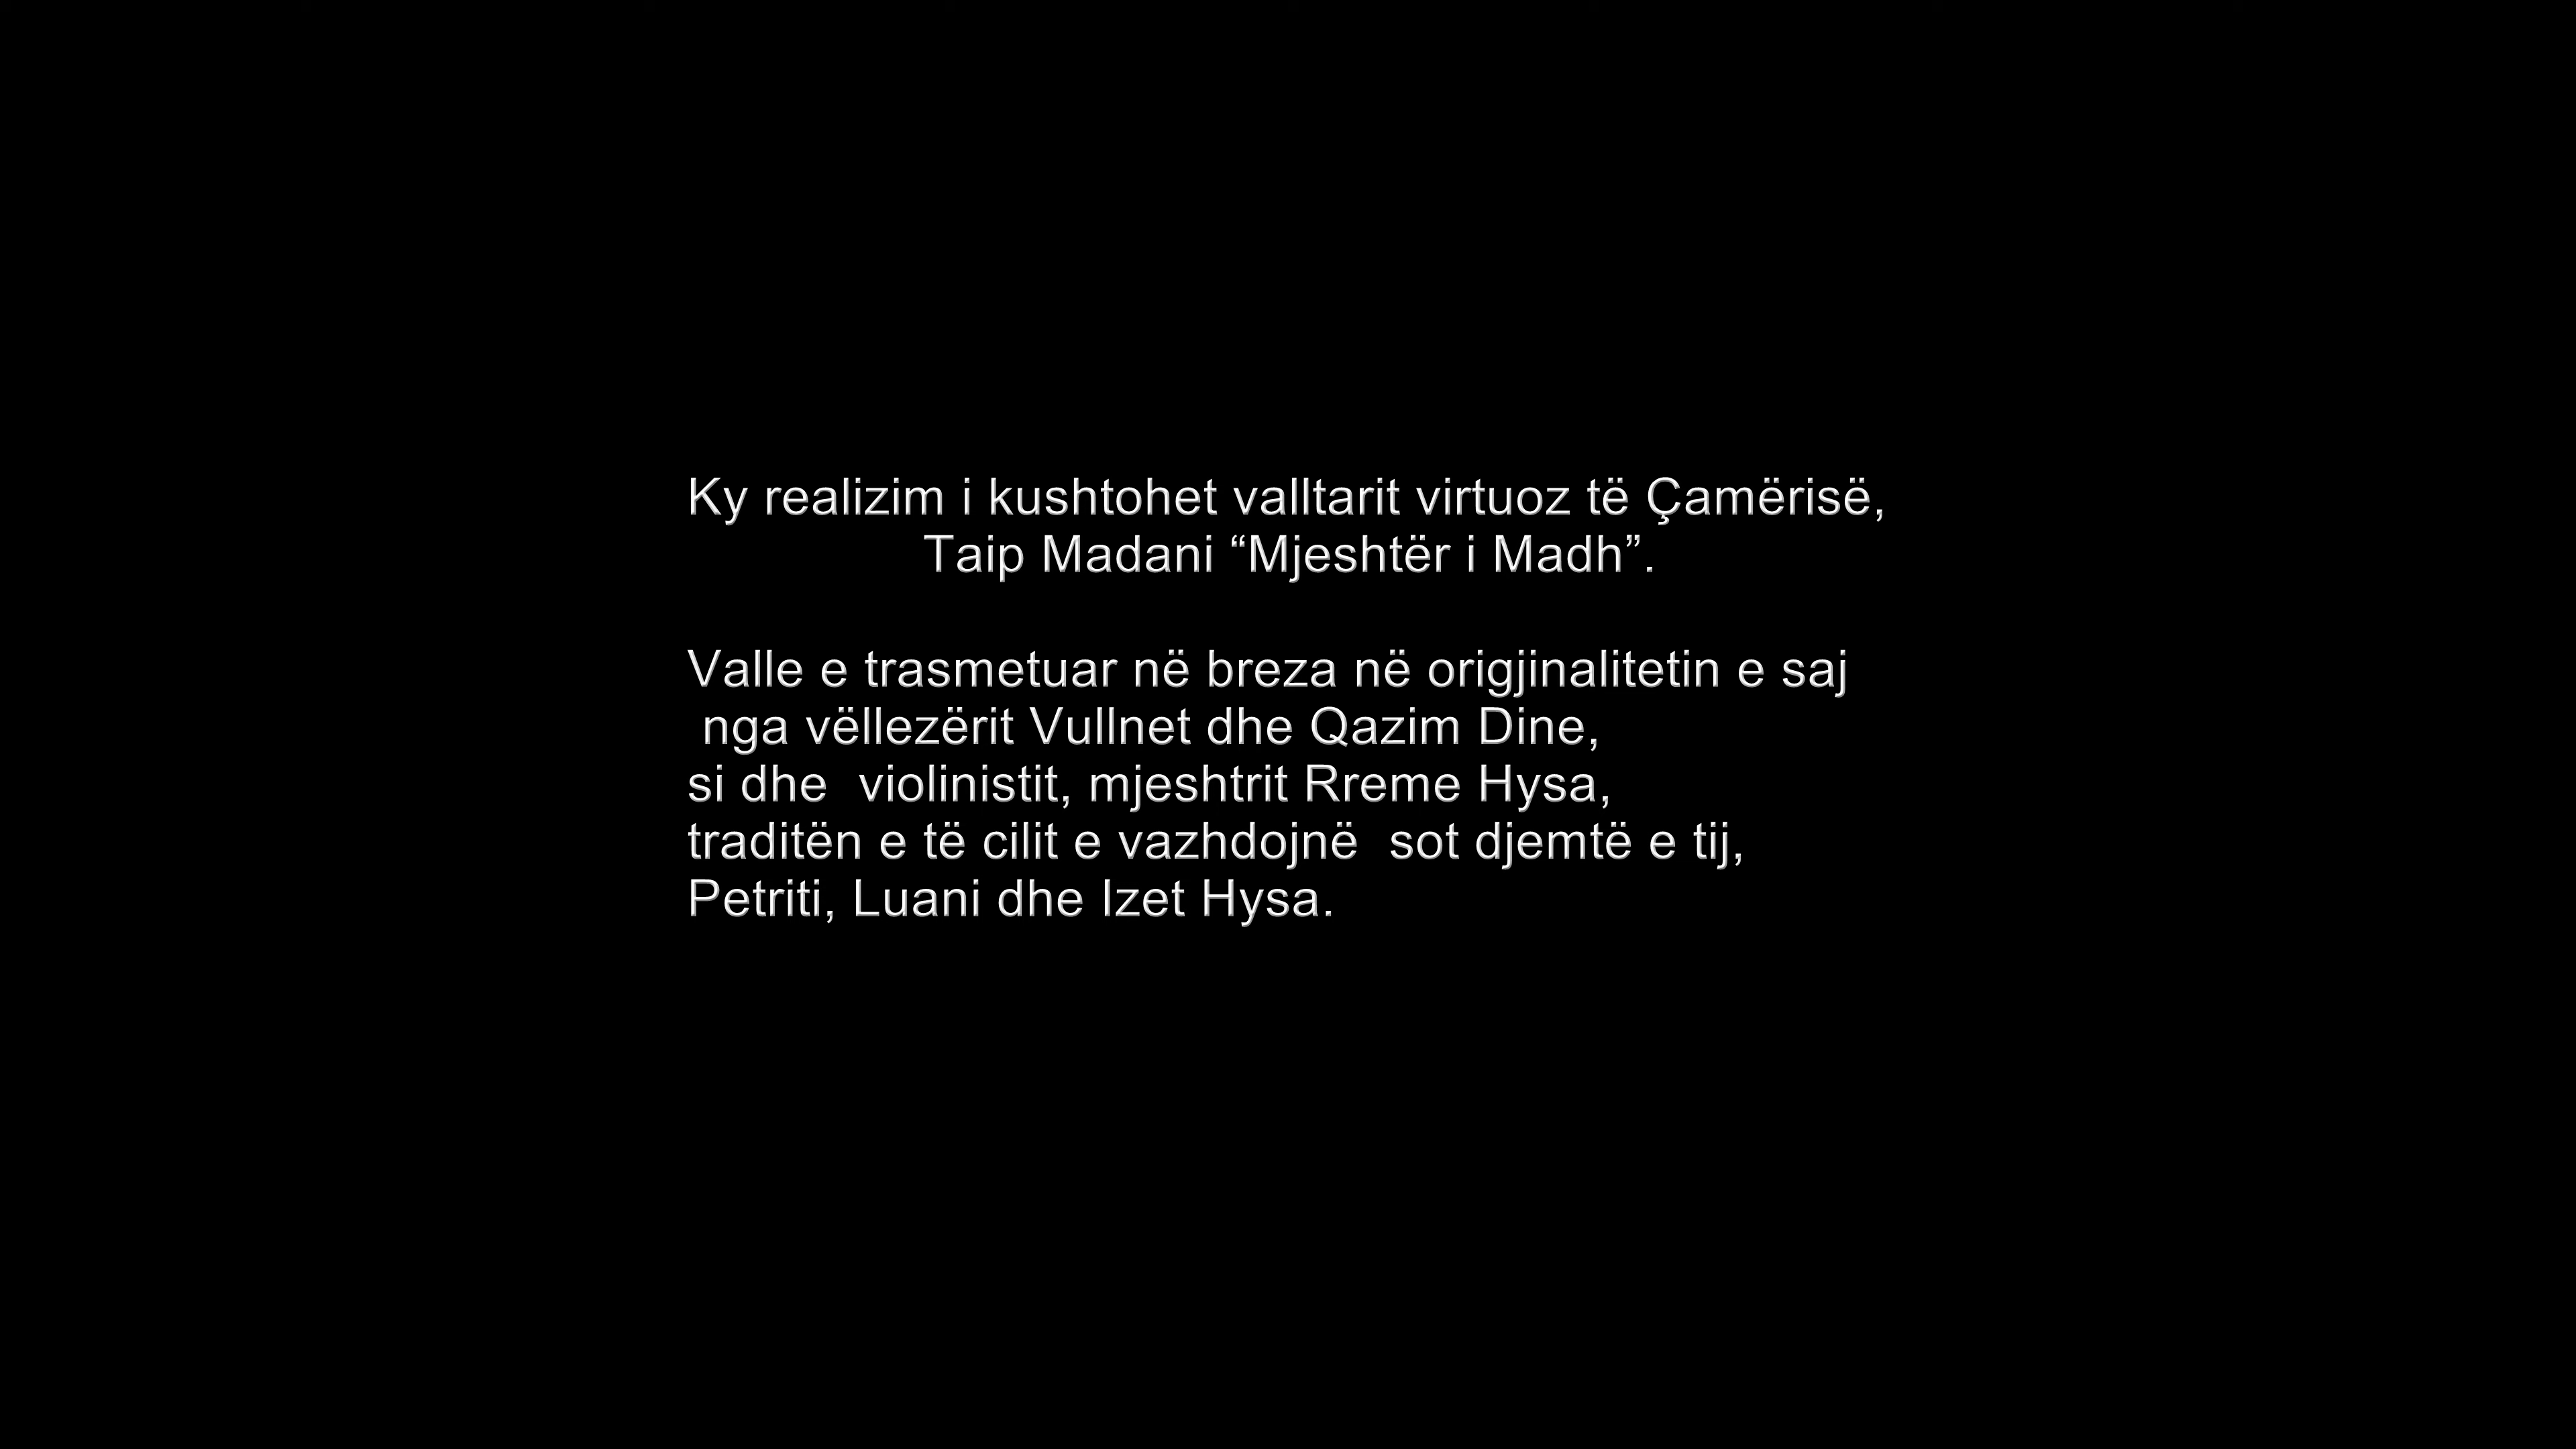 Ky realizim i kushtohet valltarit virtuoz të Çamërisë,
Taip Madani “Mjeshtër i Madh”.
Valle e trasmetuar në breza në origjinalitetin e saj
nga vëllezërit Vullnet dhe Qazim Dine,
si dhe violinistit, mjeshtrit Rreme Hysa,
traditën e të cilit e vazhdojnë sot djemtë e tij,
Petriti, Luani dhe Izet Hysa.